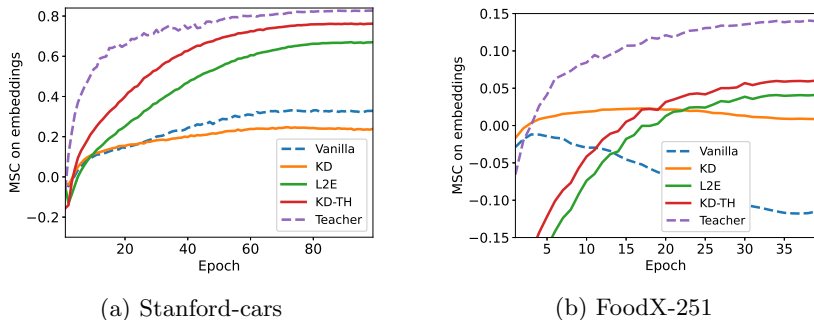 0.8
0.6
0.4
0.2
0.0
−0.2
MSC on embeddings
20
40
60
80
Epoch
Vanilla
KD
L2E
KD-TH
Teacher
(a) Stanford-cars
0.15
0.10
0.05
0.00
−0.05
−0.10
−0.15
MSC on embeddings
5
10
15
20
25
30
35
Epoch
Vanilla
KD
L2E
KD-TH
Teacher
(b) FoodX-251